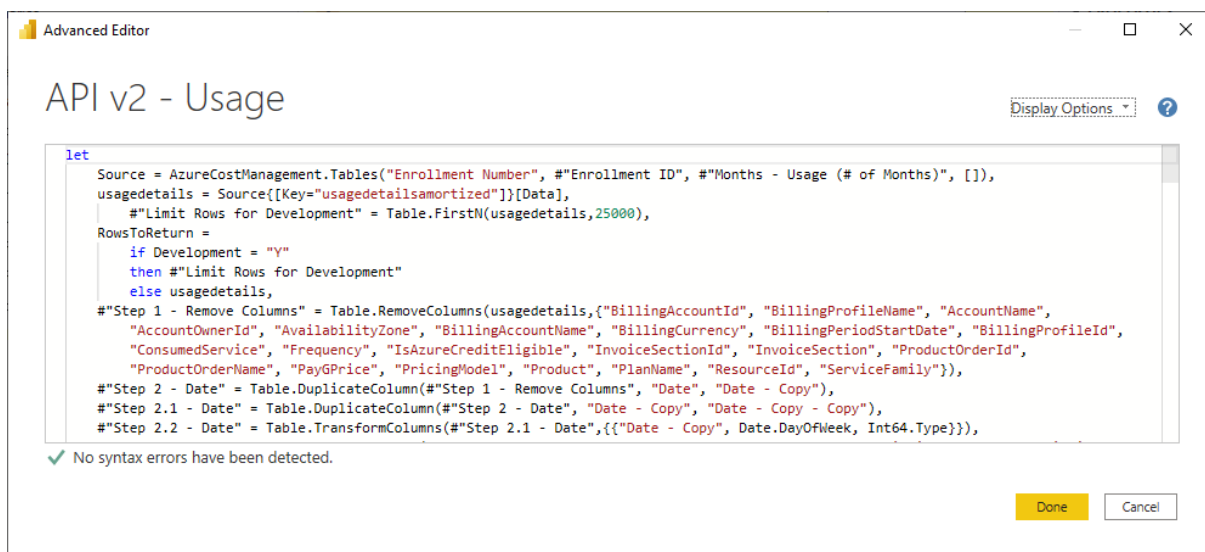 Advanced Editor
API v2 - Usage
Display Options
?
let
Source = AzureCostManagement.Tables("Enrollment Number", #"Enrollment ID", #"Months - Usage (# of Months)", []),
usagedetails = Source{[Key="usagedetailsamortized"]}[Data],
#"Limit Rows for Development" = Table.FirstN(usagedetails,25000),
RowsToReturn =
if Development = "Y"
then #"Limit Rows for Development"
else usagedetails,
#"Step 1 - Remove Columns" = Table.RemoveColumns(usagedetails,{"BillingAccountId", "BillingProfileName", "AccountName",
"AccountOwnerId", "AvailabilityZone", "BillingAccountName", "BillingCurrency", "BillingPeriodStartDate", "BillingProfileId",
"ConsumedService", "Frequency", "IsAzureCreditEligible", "InvoiceSectionId", "InvoiceSection", "ProductOrderId",
"ProductOrderName", "PayGPrice", "PricingModel", "Product", "PlanName", "ResourceId", "ServiceFamily"}),
#"Step 2 - Date" = Table.DuplicateColumn(#"Step 1 - Remove Columns", "Date", "Date - Copy"),
#"Step 2.1 - Date" = Table.DuplicateColumn(#"Step 2 - Date", "Date - Copy", "Date - Copy - Copy"),
#"Step 2.2 - Date" = Table.TransformColumns(#"Step 2.1 - Date",{{"Date - Copy", Date.DayOfWeek, Int64.Type}}),
No syntax errors have been detected.
Done
Cancel